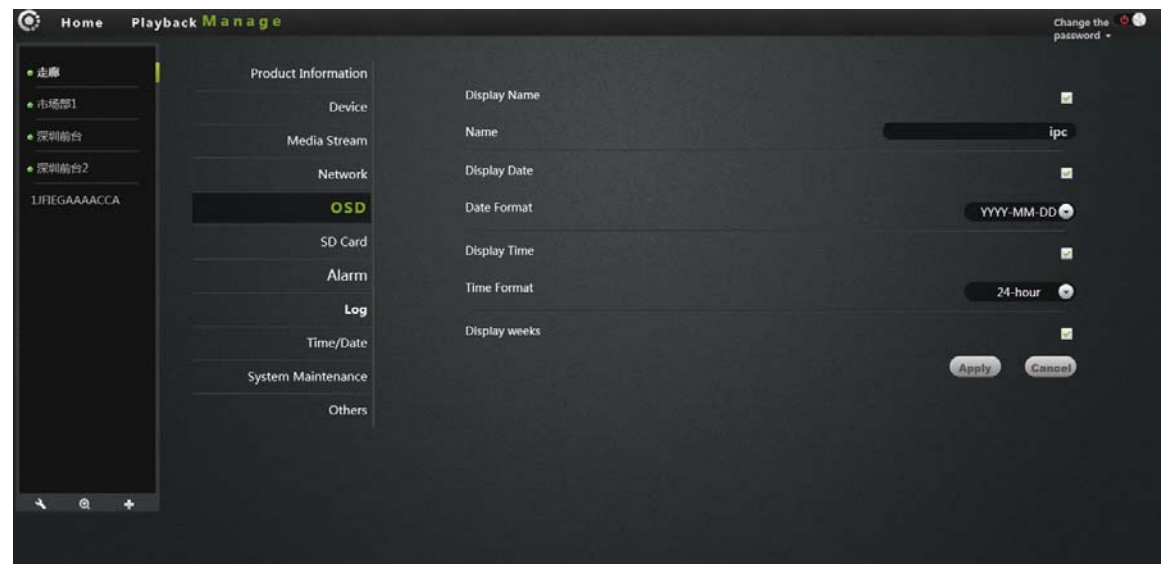 Home Playback Manage
Change the
password
走廊
市场部1
深圳前台
深圳前台2
1JFIEGAAAACCA
Product Information
Device
Media Stream
Network
OSD
SD Card
Alarm
Log
Time/Date
System Maintenance
Others
Display Name
Name ipc
Display Date
Date Format YYYY-MM-DD
Display Time
Time Format 24-hour
Display weeks
Apply Cancel